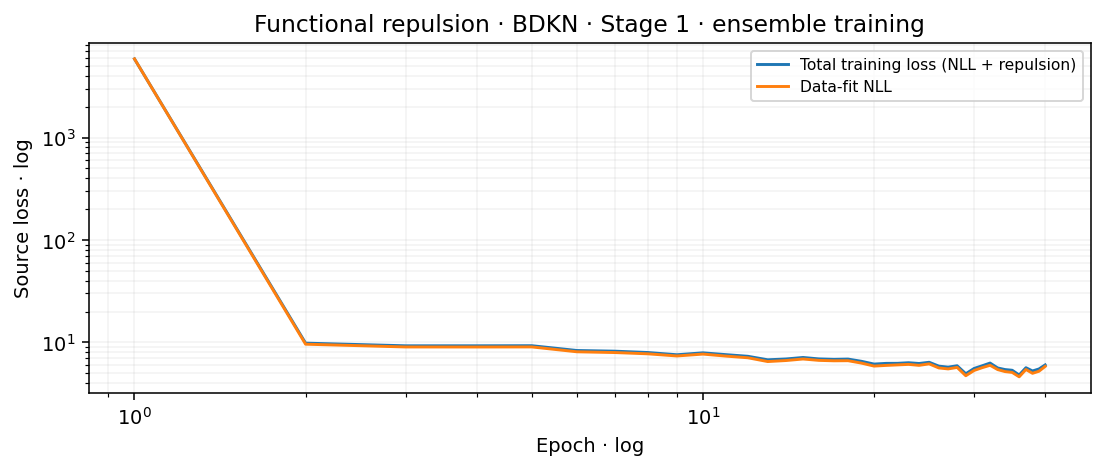 Functional repulsion · BDKN · Stage 1 · ensemble training
Total training loss (NLL + repulsion)
Data-fit NLL
Source loss · log
10³
10²
10¹
10⁰
10¹
Epoch · log